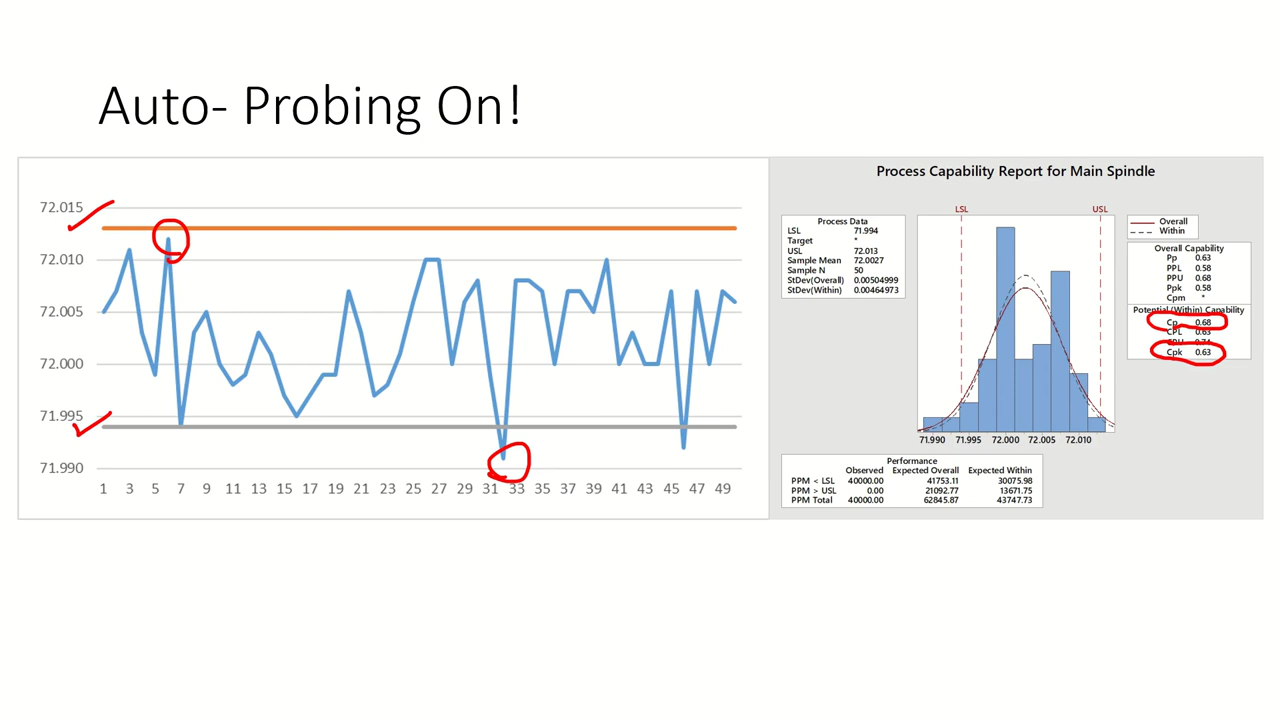 Auto- Probing On!
72.015
72.010
72.005
72.000
71.995
71.990
1 3 5 7 9 11 13 15 17 19 21 23 25 27 29 31 33 35 37 39 41 43 45 47 49
Process Capability Report for Main Spindle
LSL USL
Process Data
LSL 71.994
Target *
USL 72.013
Sample Mean 72.0027
Sample N 50
StDev(Overall) 0.00504999
StDev(Within) 0.00464973
71.990 71.995 72.000 72.005 72.010
Overall
Within
Overall Capability
Pp 0.63
PPL 0.58
PPU 0.68
Ppk 0.58
Cpm *
Potential (Within) Capability
Cp 0.68
CPL 0.63
CPU 0.74
Cpk 0.63
Performance
Observed Expected Overall Expected Within
PPM < LSL 40000.00 41753.11 30075.98
PPM > USL 0.00 21092.77 13671.75
PPM Total 40000.00 62845.87 43747.73